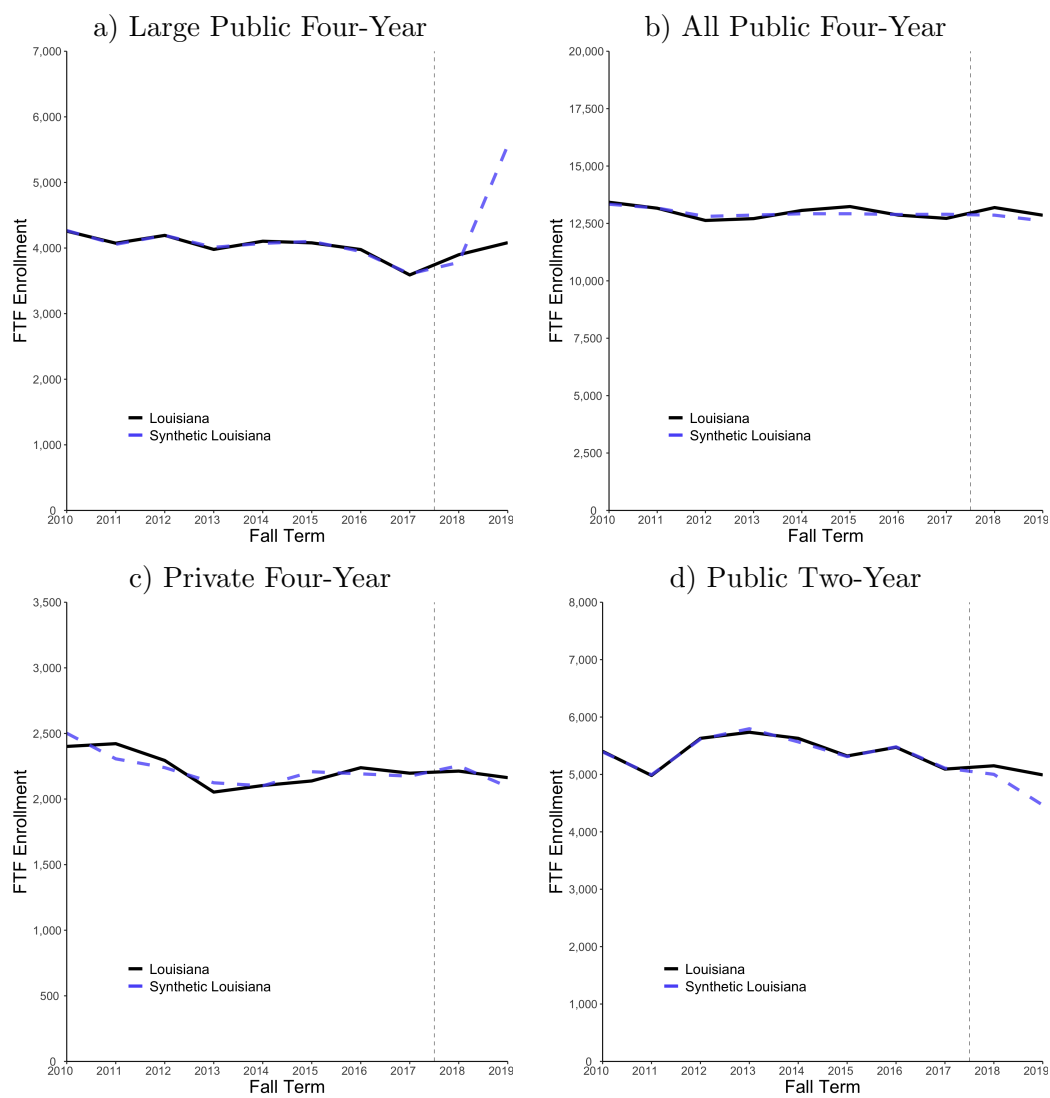 a) Large Public Four-Year
7,000
6,000
5,000
4,000
3,000
2,000
1,000
0
FTF Enrollment
Louisiana
Synthetic Louisiana
2010 2011 2012 2013 2014 2015 2016 2017 2018 2019
Fall Term
b) All Public Four-Year
20,000
17,500
15,000
12,500
10,000
7,500
5,000
2,500
0
FTF Enrollment
Louisiana
Synthetic Louisiana
2010 2011 2012 2013 2014 2015 2016 2017 2018 2019
Fall Term
c) Private Four-Year
3,500
3,000
2,500
2,000
1,500
1,000
500
0
FTF Enrollment
Louisiana
Synthetic Louisiana
2010 2011 2012 2013 2014 2015 2016 2017 2018 2019
Fall Term
d) Public Two-Year
8,000
7,000
6,000
5,000
4,000
3,000
2,000
1,000
0
FTF Enrollment
Louisiana
Synthetic Louisiana
2010 2011 2012 2013 2014 2015 2016 2017 2018 2019
Fall Term